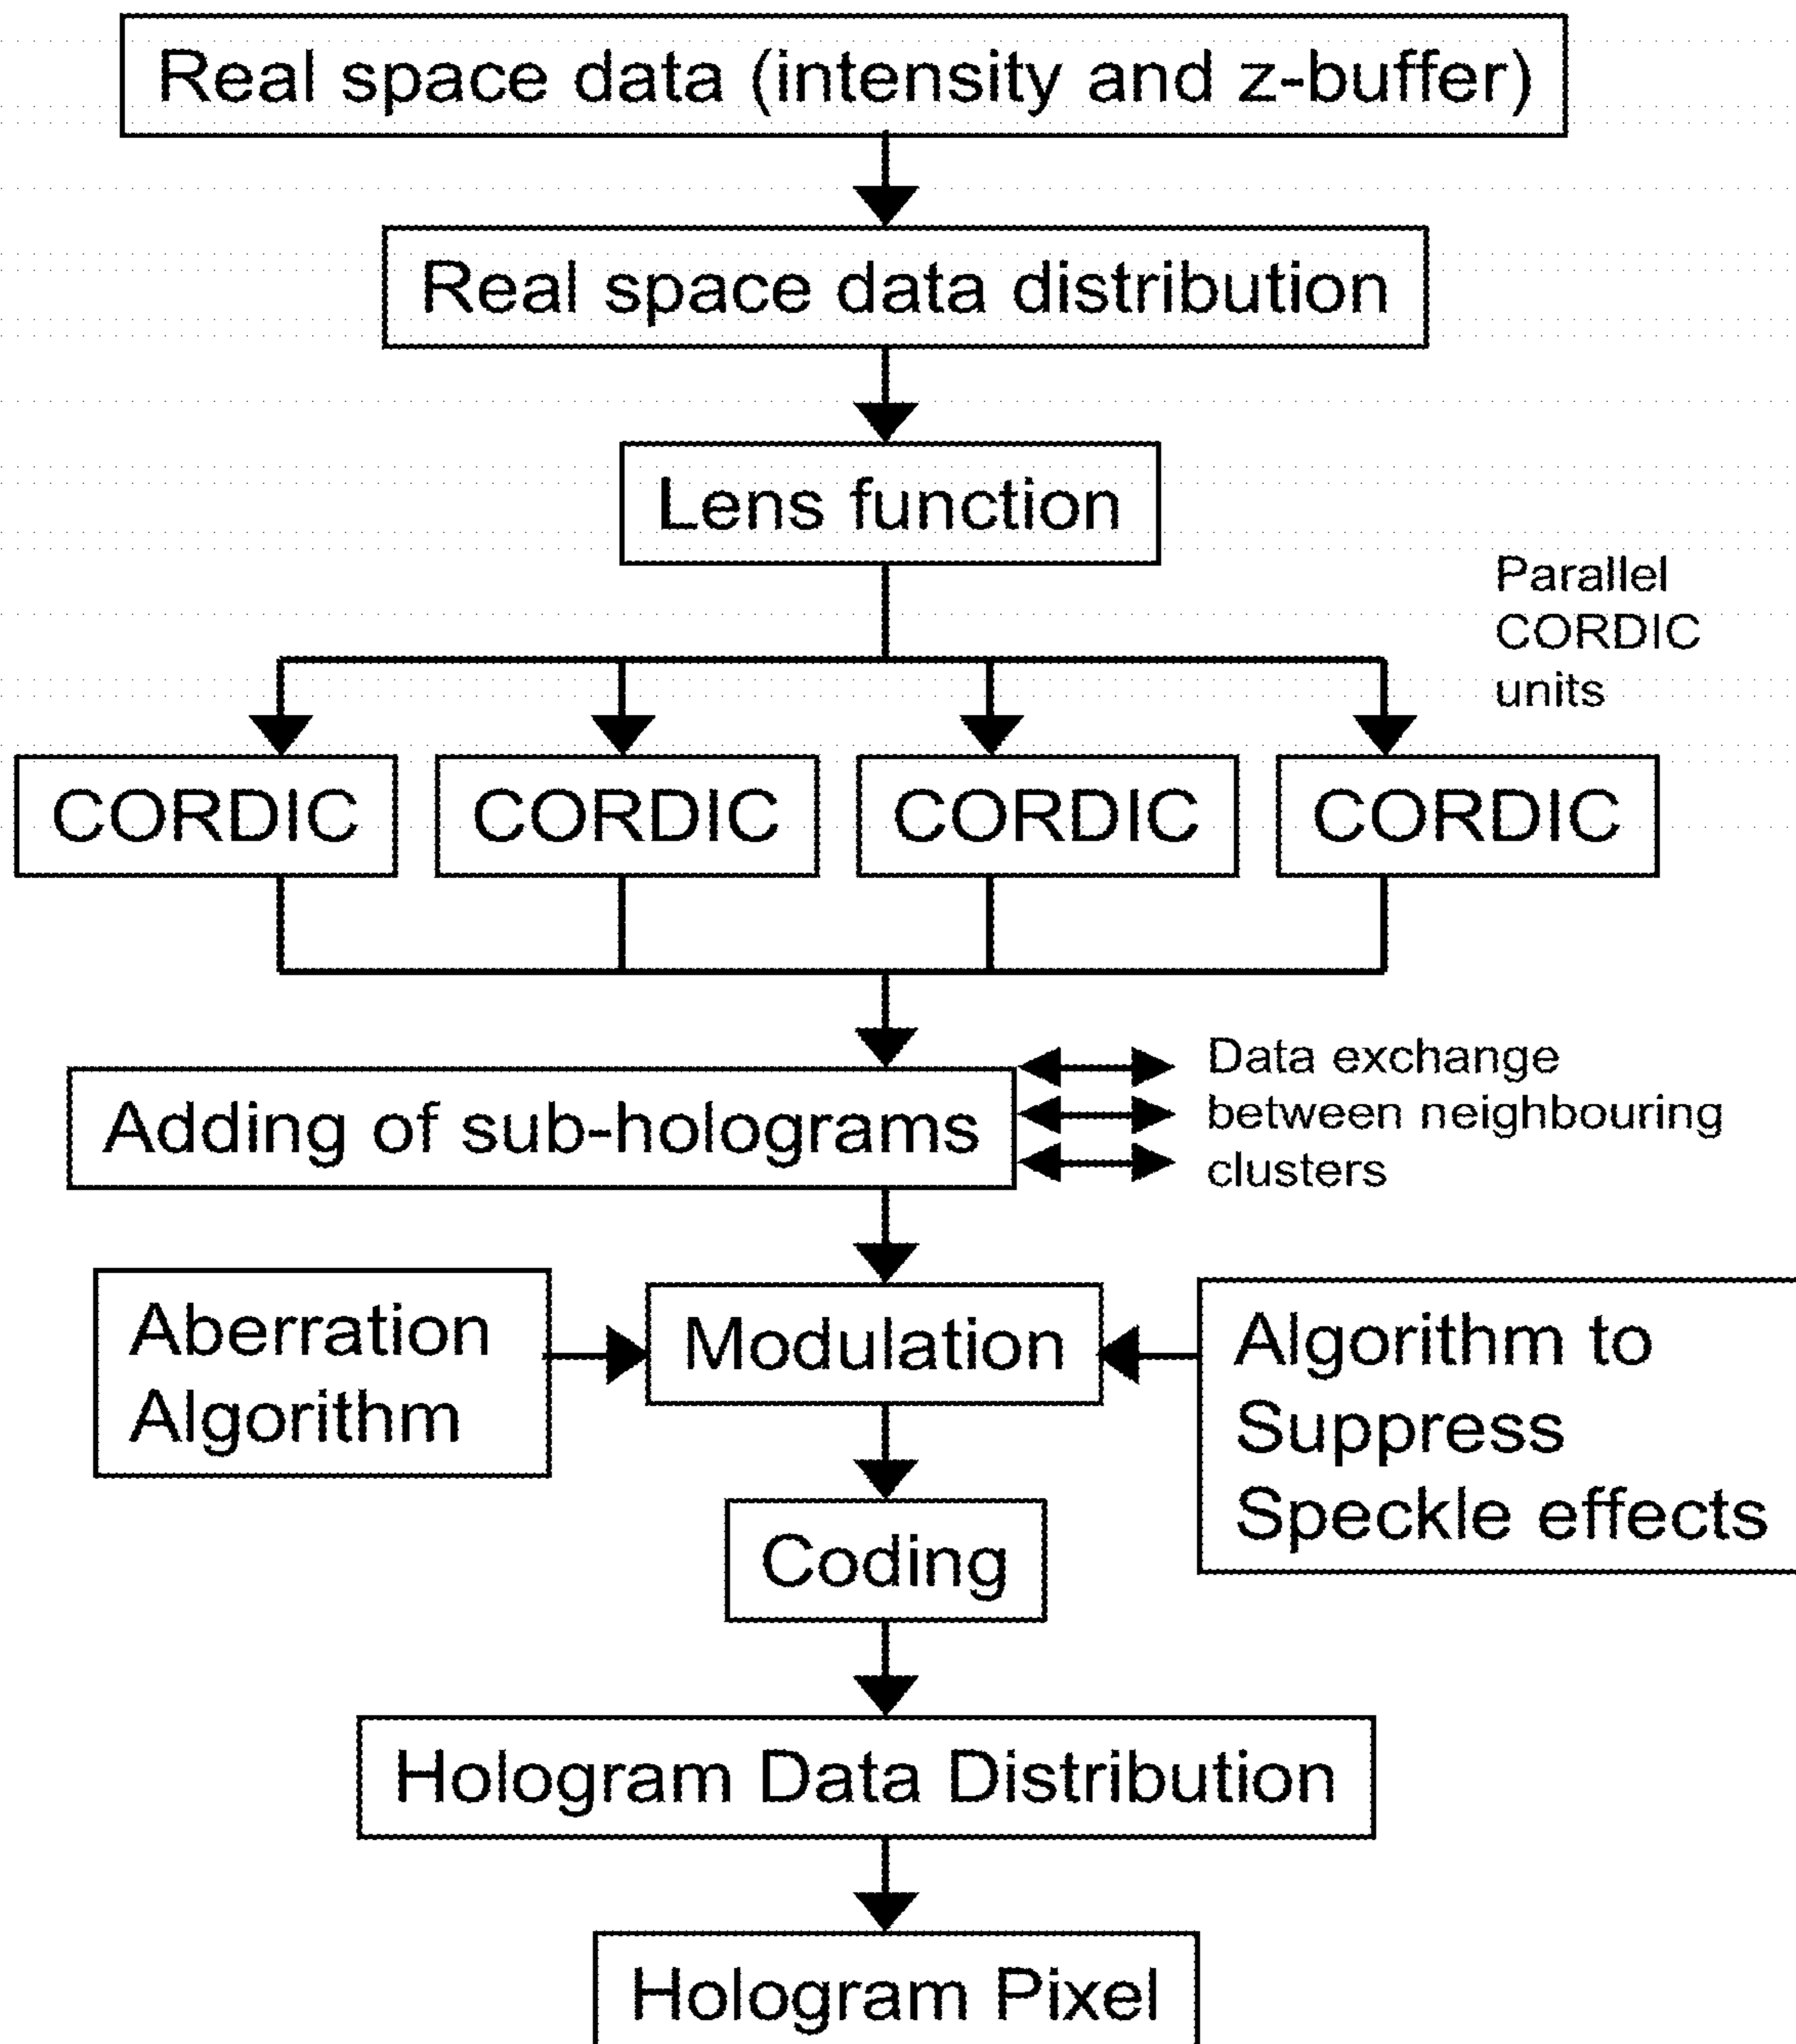 Real space data (intensity and z-buffer)
Real space data distribution
Lens function
Parallel
CORDIC
units
CORDIC
CORDIC
CORDIC
CORDIC
Adding of sub-holograms
Data exchange
between neighbouring
clusters
Aberration
Algorithm
Modulation
Algorithm to
Suppress
Speckle effects
Coding
Hologram Data Distribution
Hologram Pixel